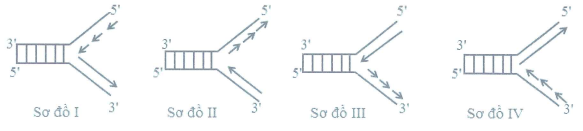 5' 5' 5' 5'
3' 3' 3' 3'
5' 5' 5' 5'
3' 3' 3' 3'
Sơ đồ I Sơ đồ II Sơ đồ III Sơ đồ IV